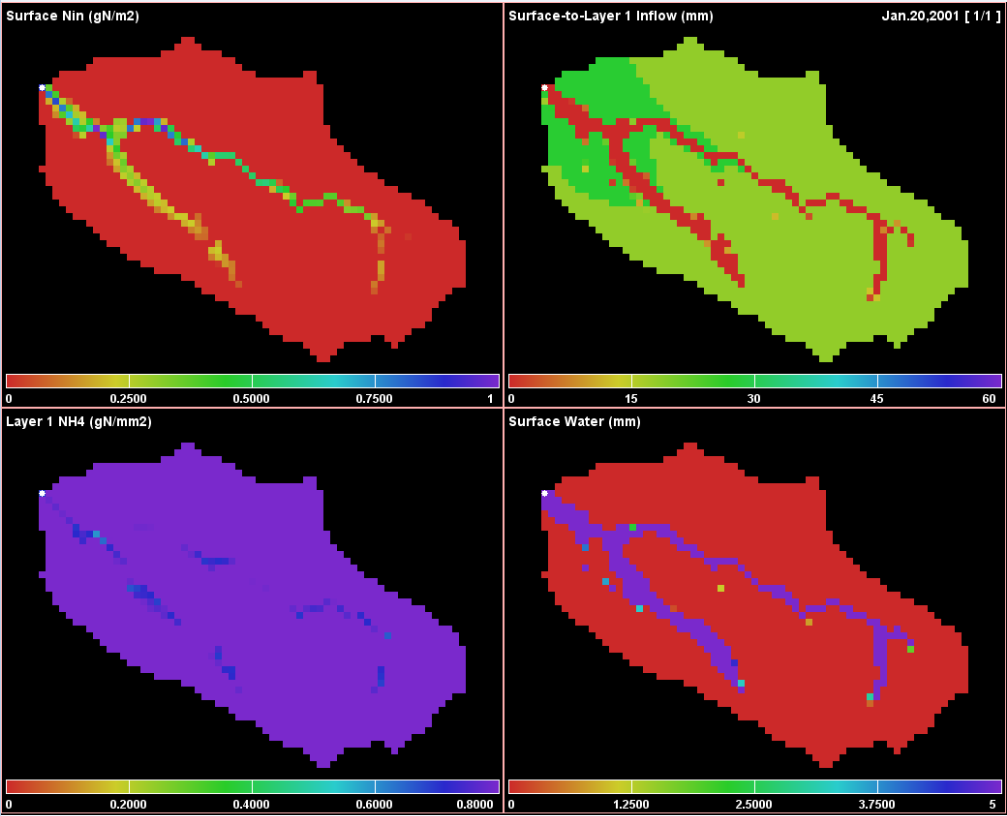 Surface Nin (gN/m2)
0 0.2500 0.5000 0.7500 1
Surface-to-Layer 1 Inflow (mm) Jan.20,2001 [ 1/1 ]
0 15 30 45 60
Layer 1 NH4 (gN/mm2)
0 0.2000 0.4000 0.6000 0.8000
Surface Water (mm)
0 1.2500 2.5000 3.7500 5